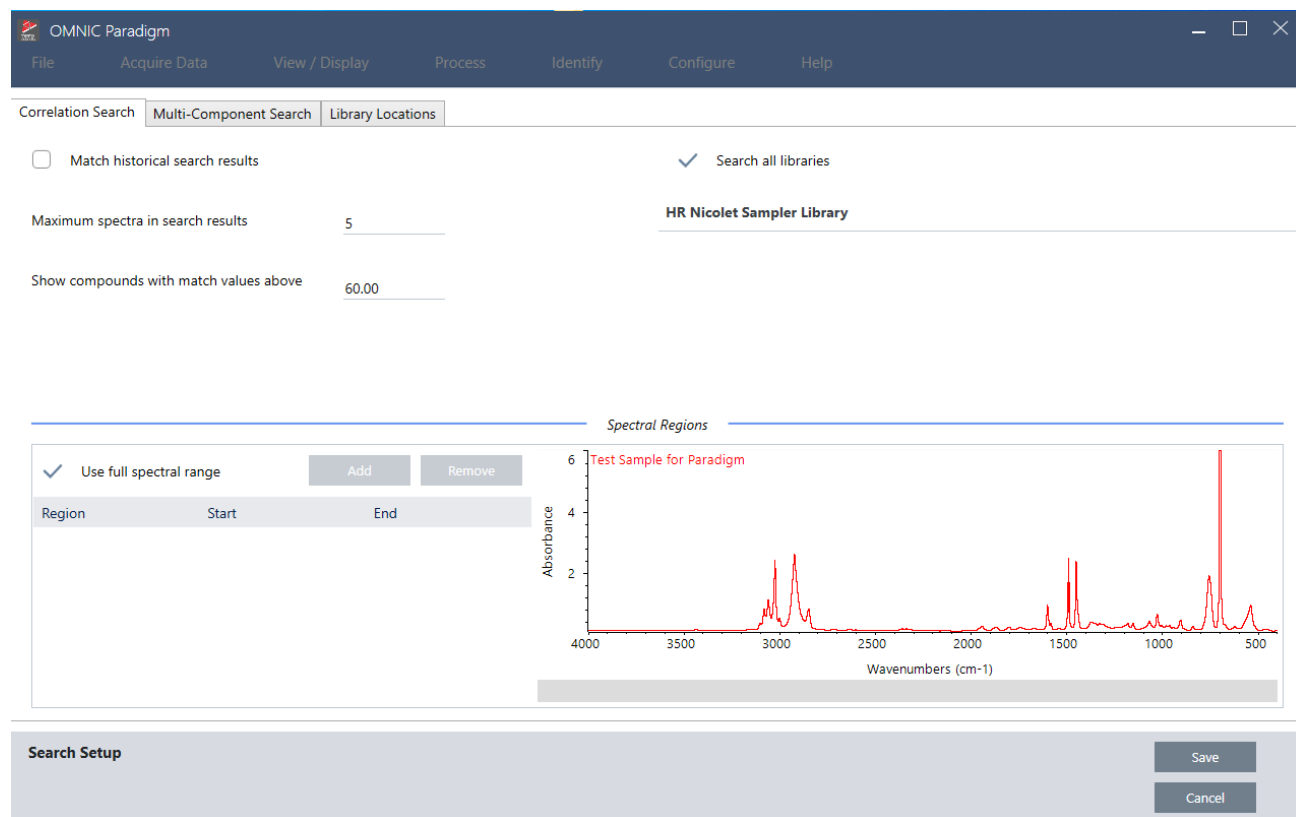 OMNIC Paradigm
File Acquire Data View / Display Process Identify Configure Help
Correlation Search Multi-Component Search Library Locations
Match historical search results
Search all libraries
Maximum spectra in search results 5
HR Nicolet Sampler Library
Show compounds with match values above 60.00
Spectral Regions
Use full spectral range Add Remove
Region Start End
6 Test Sample for Paradigm
4
Absorbance
2
4000 3500 3000 2500 2000 1500 1000 500
Wavenumbers (cm-1)
Search Setup
Save
Cancel